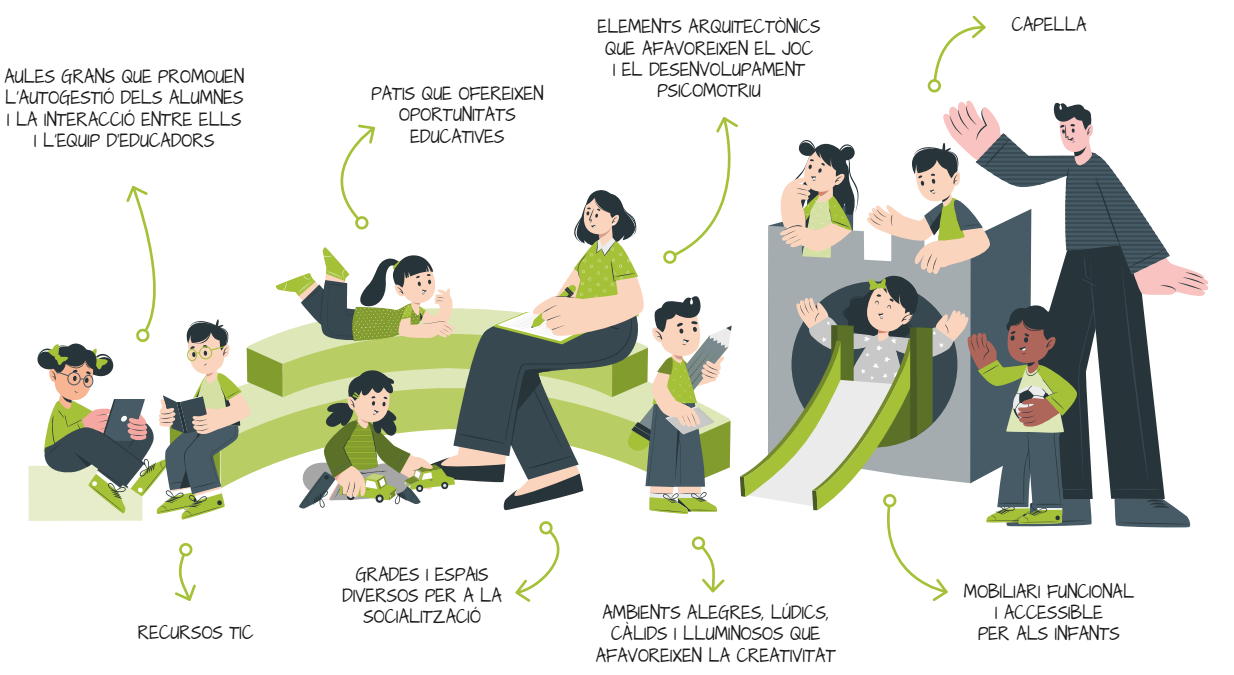 AULES GRANS QUE PROMOUEN
L'AUTOGESTIÓ DELS ALUMNES
I LA INTERACCIÓ ENTRE ELLS
I L'EQUIP D'EDUCADORS
PATIS QUE OFEREIXEN
OPORTUNITATS
EDUCATIVES
ELEMENTS ARQUITECTÒNICS
QUE AFAVOREIXEN EL JOC
I EL DESENVOLUPAMENT
PSICOMOTRIU
CAPELLA
RECURSOS TIC
GRADES I ESPAIS
DIVERSOS PER A LA
SOCIALITZACIÓ
AMBIENTS ALEGRES, LÚDICS,
CÀLIDS I LLUMINOSOS QUE
AFAVOREIXEN LA CREATIVITAT
MOBILIARI FUNCIONAL
I ACCESSIBLE
PER ALS INFANTS